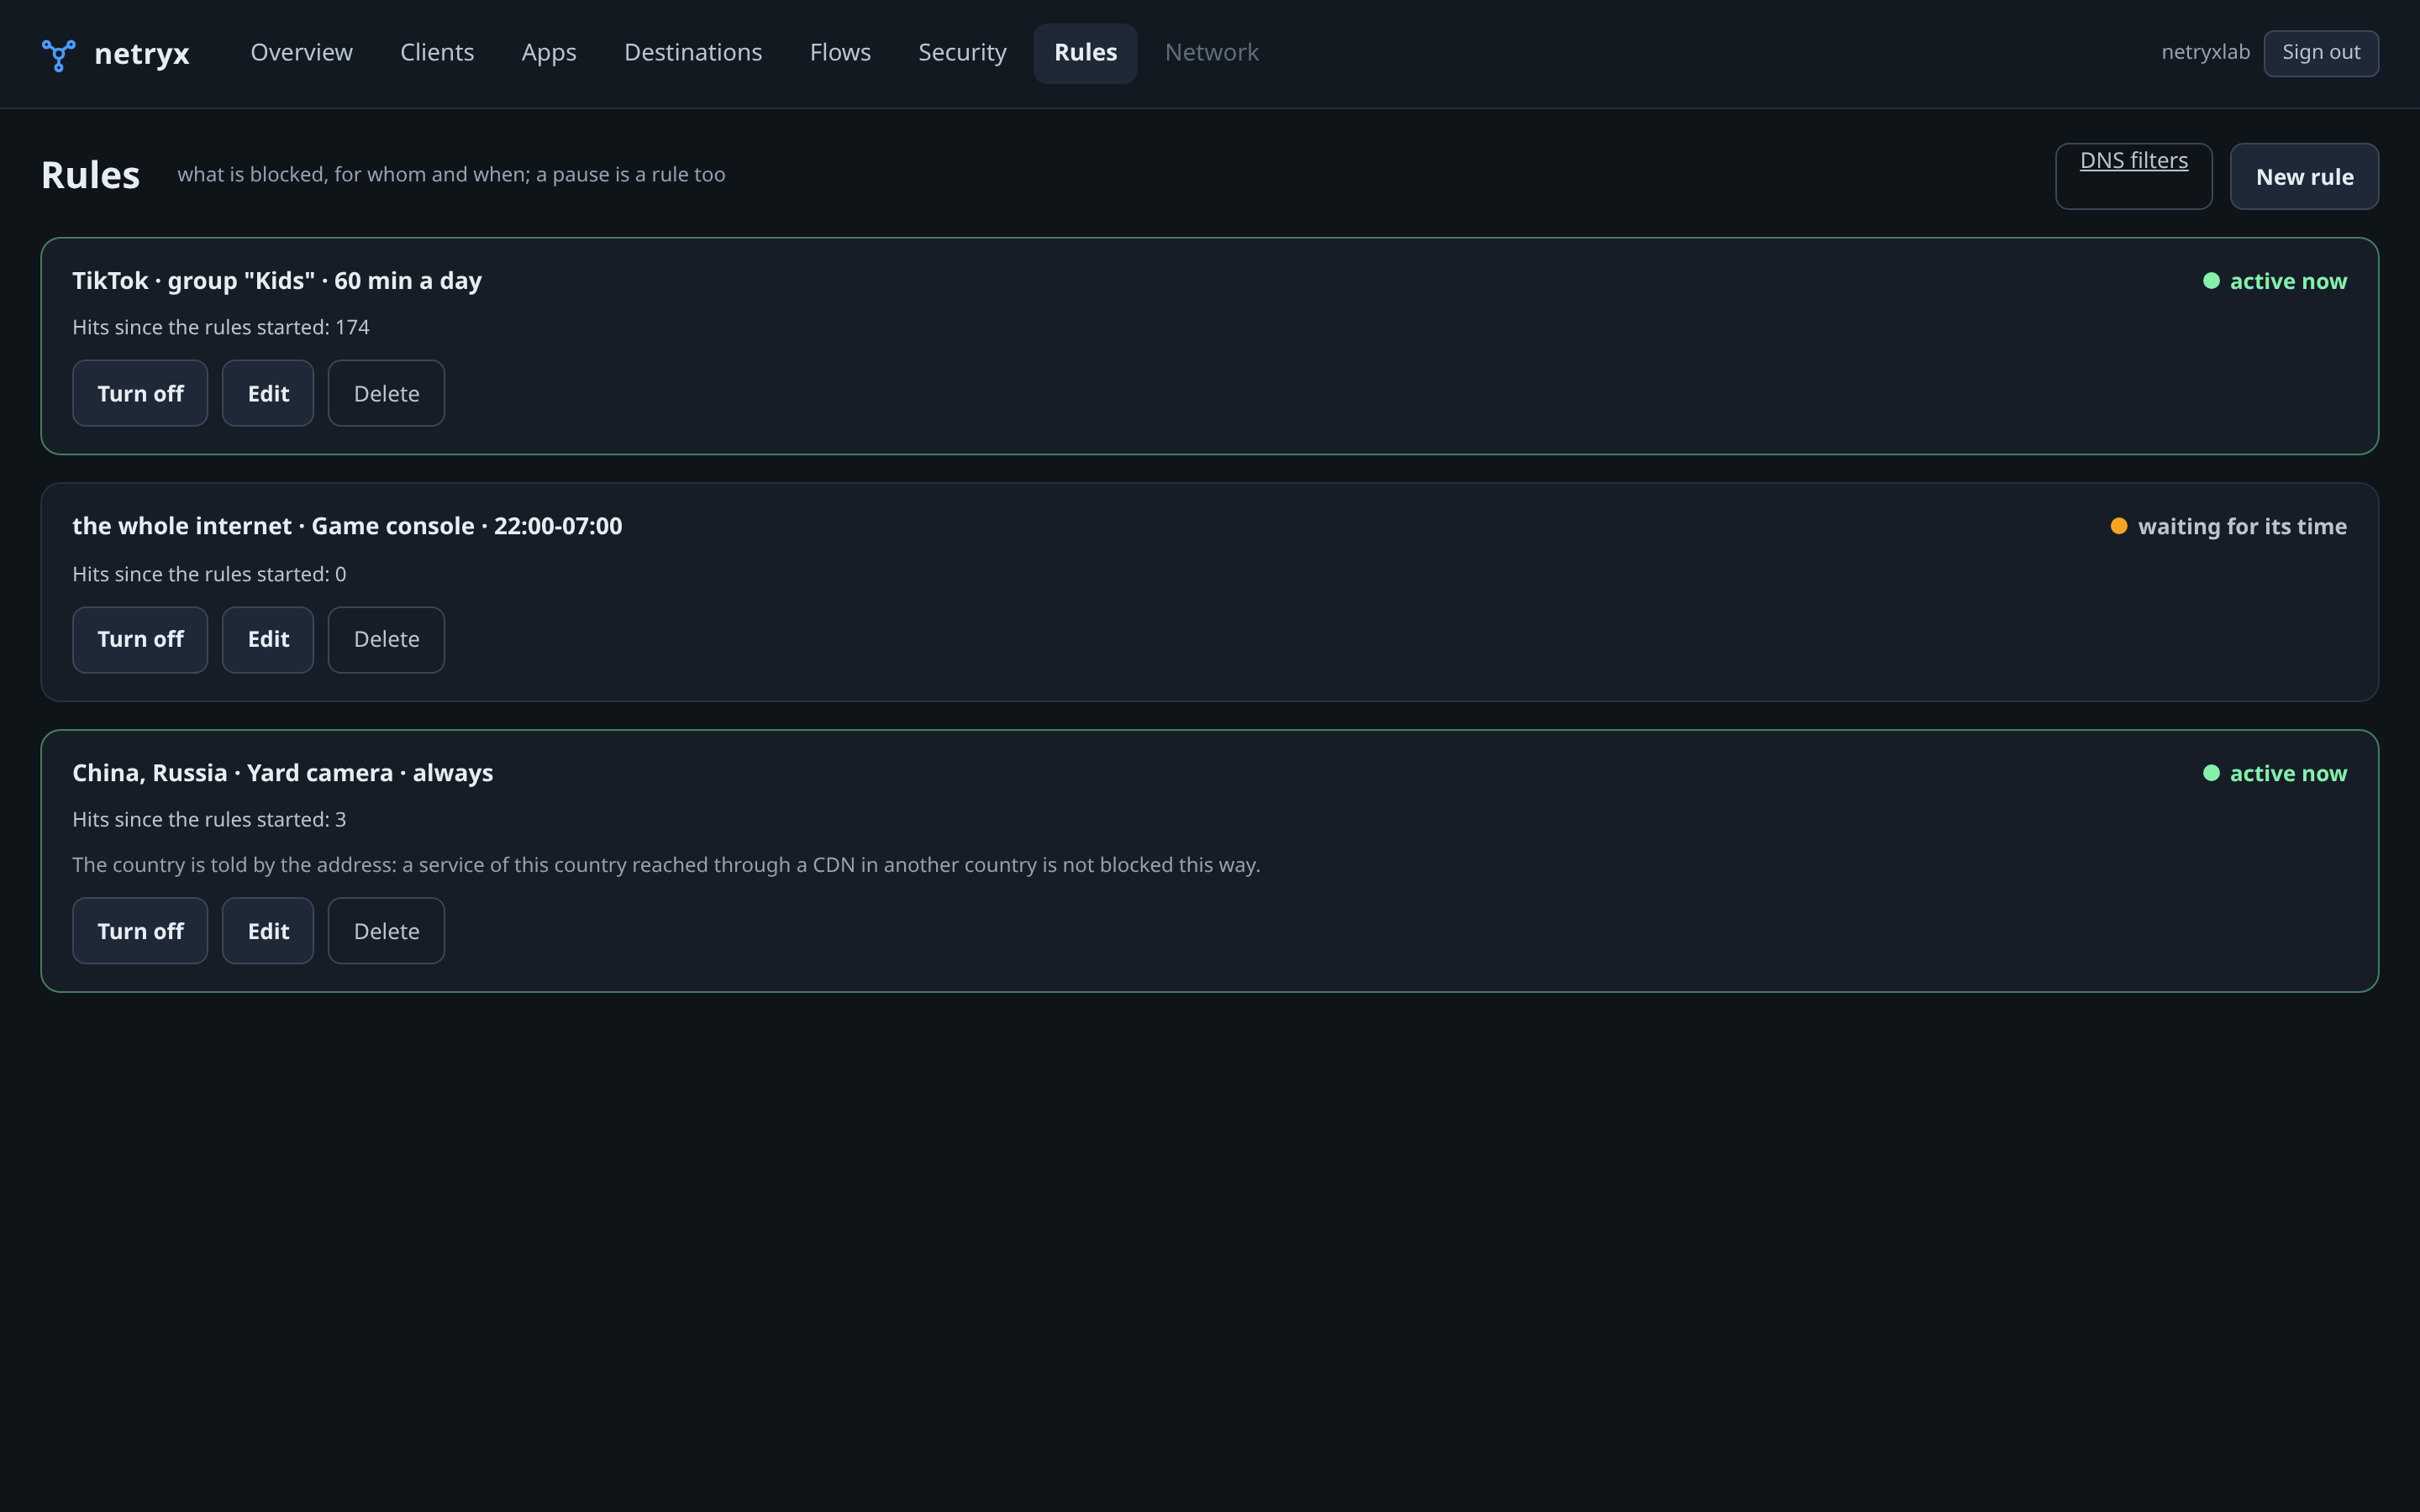 netryx Overview Clients Apps Destinations Flows Security Rules Network netryxlab Sign out
Rules what is blocked, for whom and when; a pause is a rule too DNS filters New rule
TikTok · group "Kids" · 60 min a day active now
Hits since the rules started: 174
Turn off Edit Delete
the whole internet · Game console · 22:00-07:00 waiting for its time
Hits since the rules started: 0
Turn off Edit Delete
China, Russia · Yard camera · always active now
Hits since the rules started: 3
The country is told by the address: a service of this country reached through a CDN in another country is not blocked this way.
Turn off Edit Delete